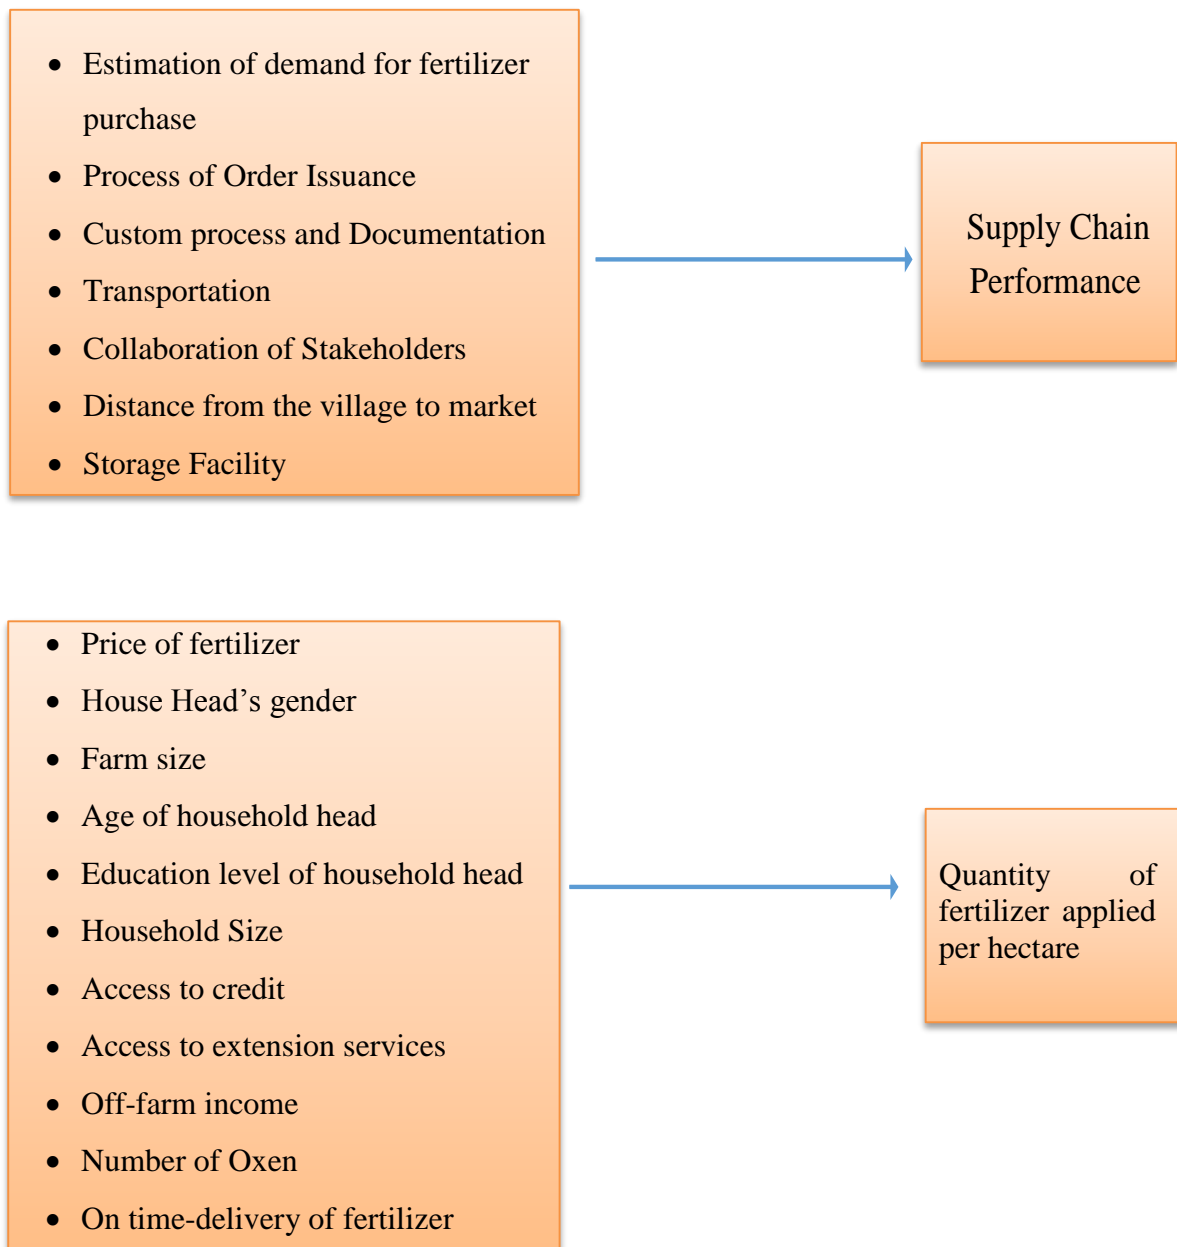 • Estimation of demand for fertilizer
purchase
• Process of Order Issuance
• Custom process and Documentation
• Transportation
• Collaboration of Stakeholders
• Distance from the village to market
• Storage Facility
Supply Chain
Performance
• Price of fertilizer
• House Head’s gender
• Farm size
• Age of household head
• Education level of household head
• Household Size
• Access to credit
• Access to extension services
• Off-farm income
• Number of Oxen
• On time-delivery of fertilizer
Quantity of
fertilizer applied
per hectare